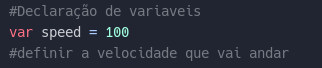 #Declaração de variaveis
var speed = 100
#definir a velocidade que vai andar